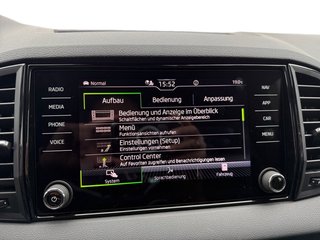 RADIO
MEDIA
PHONE
VOICE
Normal
15:52
Aufbau
Bedienung
Anpassung
Bedienung und Anzeige im Überblick
Schaltflächen und dynamischer Anzeigebereich
Menü
Funktionsansichten aufrufen
Einstellungen (Setup)
Einstellungen vornehmen
Control Center
Auf Favoriten zugreifen und Benachrichtigungen lesen
System
Sprachbedienung
Fahrzeug
NAV
APP
CAR
MENU